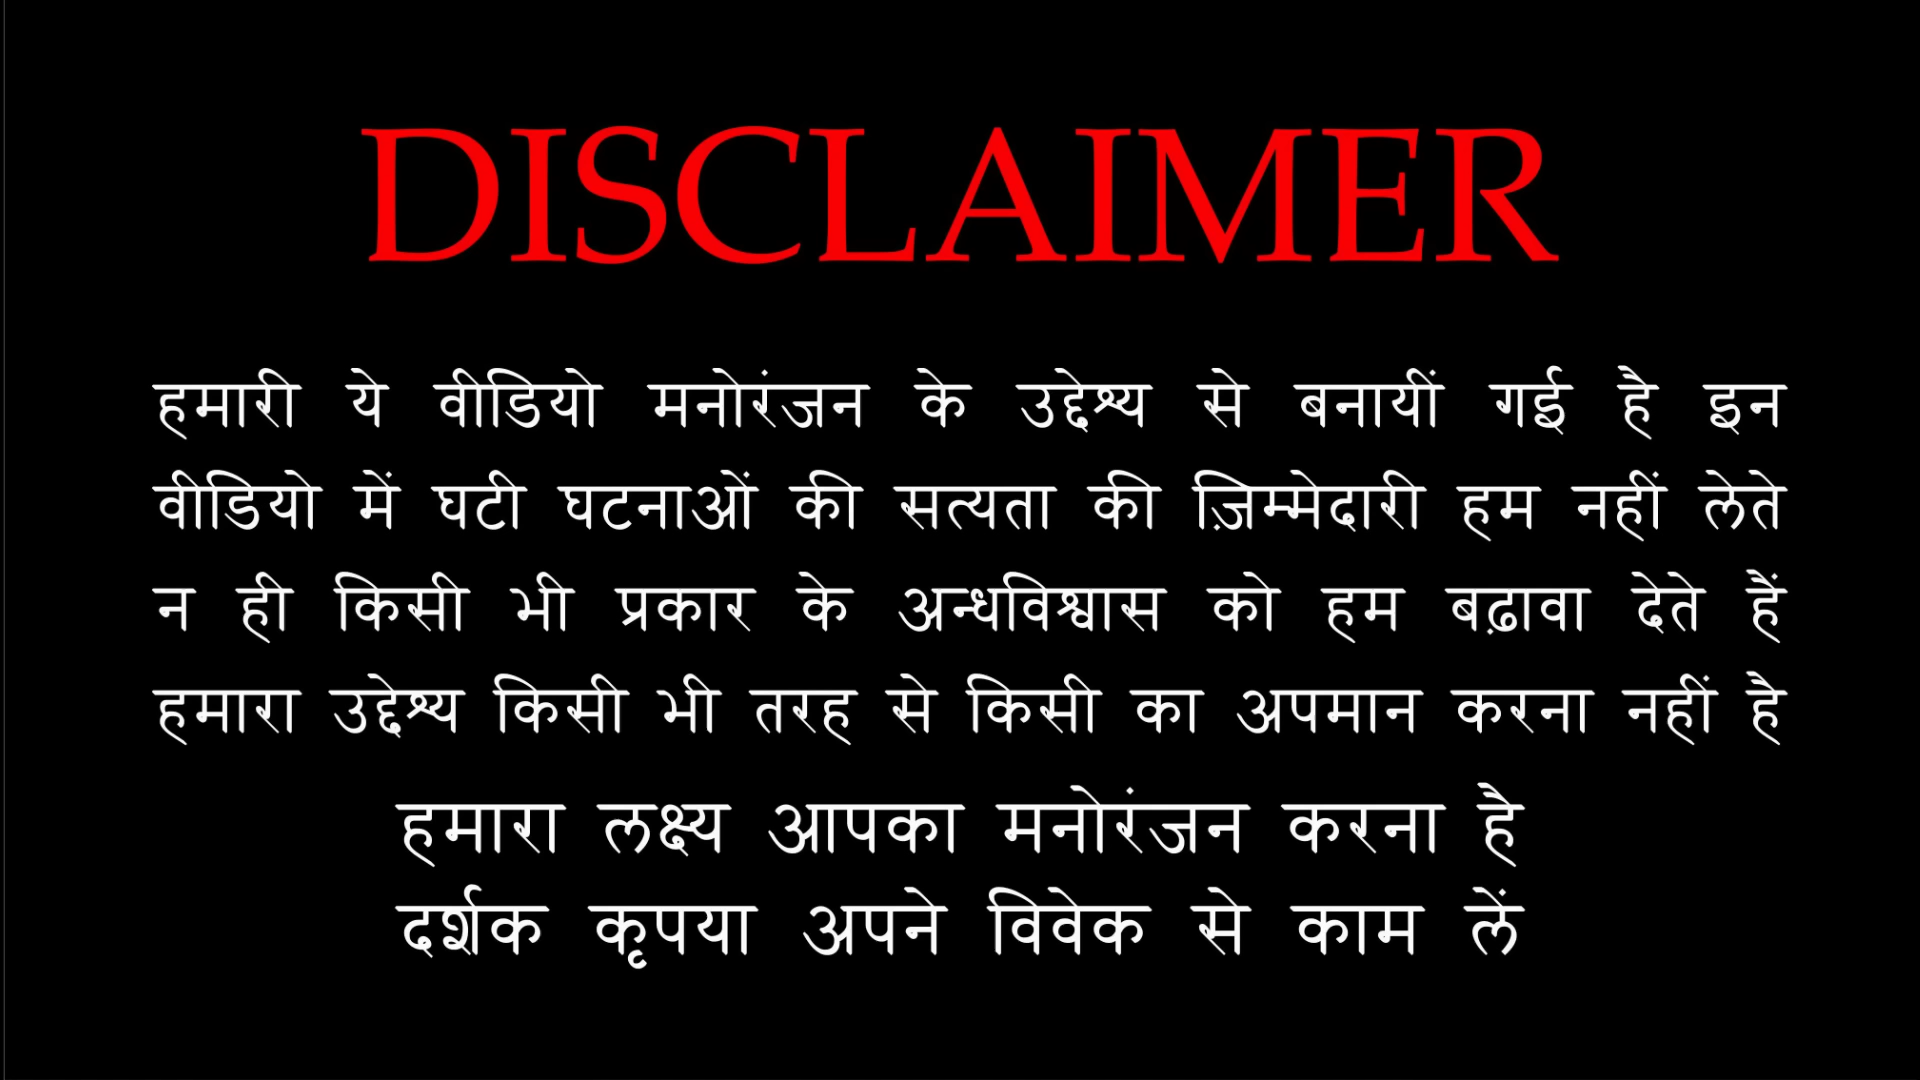 DISCLAIMER
हमारी ये वीडियो मनोरंजन के उद्देश्य से बनायीं गई है इन
वीडियो में घटी घटनाओं की सत्यता की ज़िम्मेदारी हम नहीं लेते
न ही किसी भी प्रकार के अन्धविश्वास को हम बढ़ावा देते हैं
हमारा उद्देश्य किसी भी तरह से किसी का अपमान करना नहीं है
हमारा लक्ष्य आपका मनोरंजन करना है
दर्शक कृपया अपने विवेक से काम लें